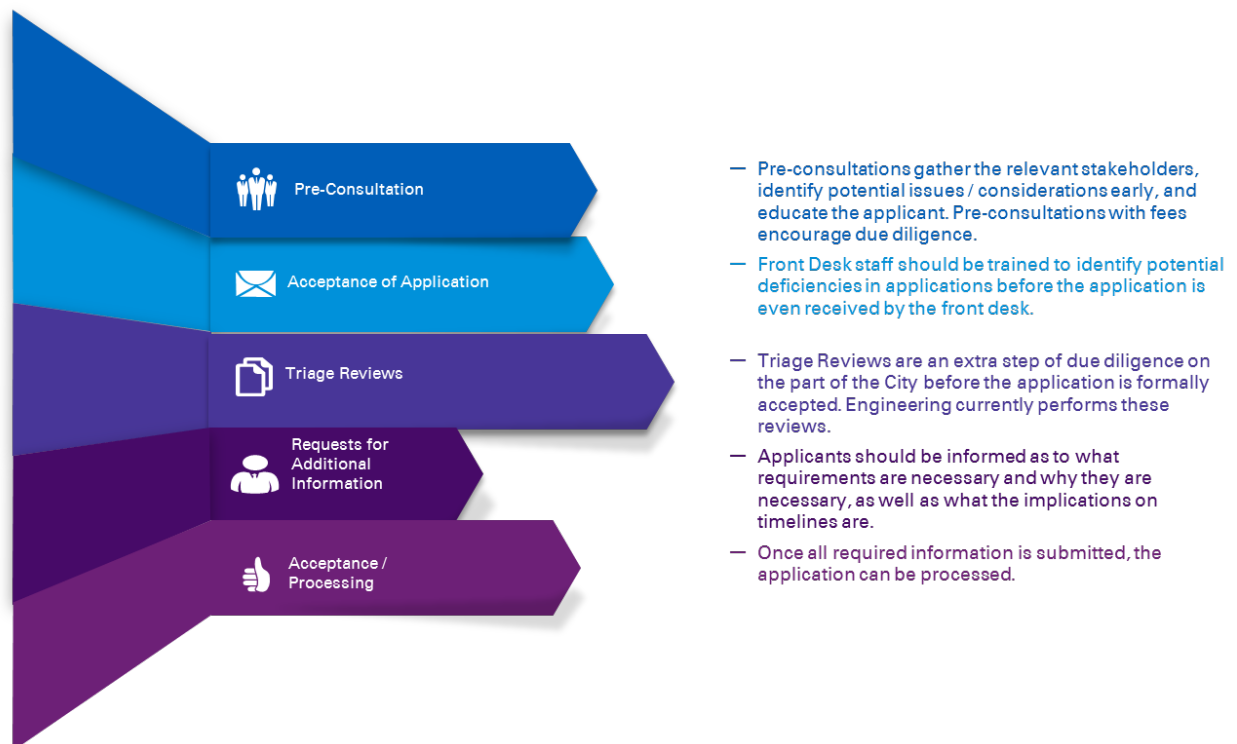 Pre-Consultation
Acceptance of Application
Triage Reviews
Requests for
Additional
Information
Acceptance /
Processing
— Pre-consultations gather the relevant stakeholders,
identify potential issues / considerations early, and
educate the applicant. Pre-consultations with fees
encourage due diligence.
— Front Desk staff should be trained to identify potential
deficiencies in applications before the application is
even received by the front desk.
— Triage Reviews are an extra step of due diligence on
the part of the City before the application is formally
accepted. Engineering currently performs these
reviews.
— Applicants should be informed as to what
requirements are necessary and why they are
necessary, as well as what the implications on
timelines are.
— Once all required information is submitted, the
application can be processed.